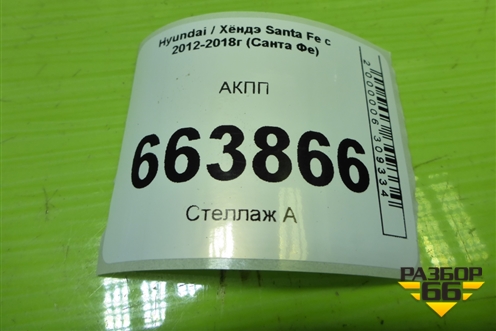 Hyundai / Хёндэ Santa Fe с
2012-2018г (Санта Фе)
АКПП
663866
Стеллаж А
2000006309334
РАЗБОР
66